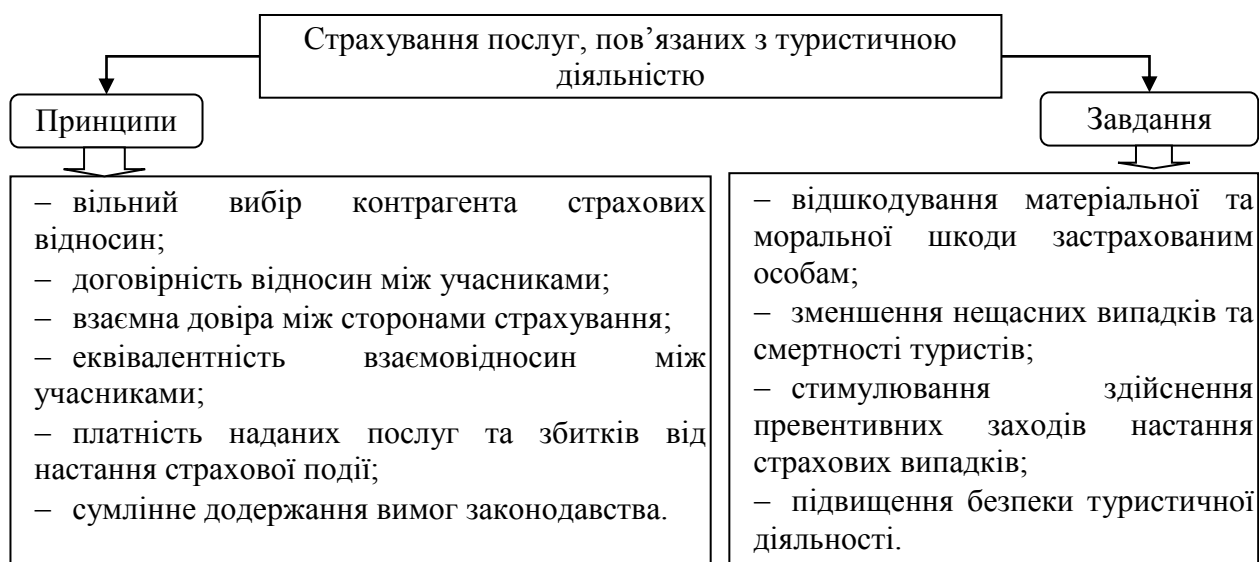 Страхування послуг, пов’язаних з туристичною
діяльністю
Принципи
Завдання
– вільний вибір контрагента страхових
відносин;
– договірність відносин між учасниками;
– взаємна довіра між сторонами страхування;
– еквівалентність взаємовідносин між
учасниками;
– платність наданих послуг та збитків від
настання страхової події;
– сумлінне додержання вимог законодавства.
– відшкодування матеріальної та
моральної шкоди застрахованим
особам;
– зменшення нещасних випадків та
смертності туристів;
– стимулювання здійснення
превентивних заходів настання
страхових випадків;
– підвищення безпеки туристичної
діяльності.